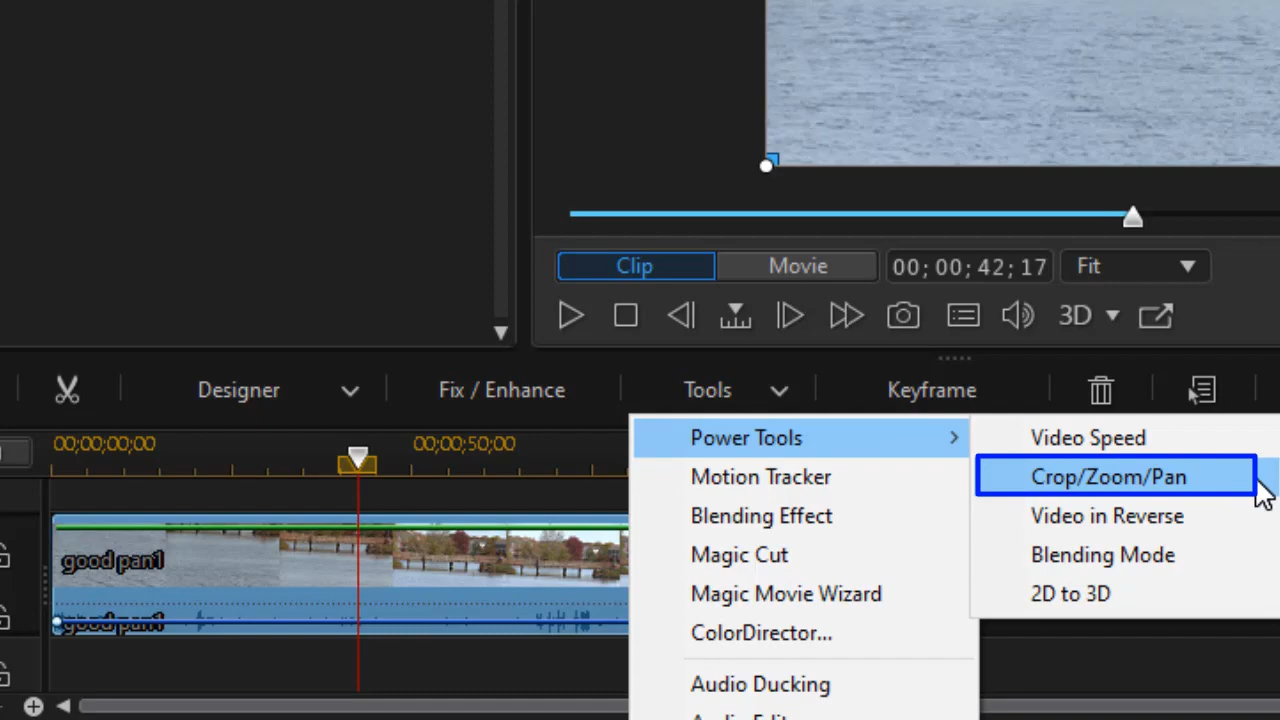 Clip Movie 00; 00; 42; 17 Fit
3D
Designer Fix / Enhance Tools Keyframe
00;00;00;00 00;00;50;00
Power Tools
Motion Tracker
Blending Effect
Magic Cut
Magic Movie Wizard
ColorDirector...
Audio Ducking
Video Speed
Crop/Zoom/Pan
Video in Reverse
Blending Mode
2D to 3D
good pan1
good pan1